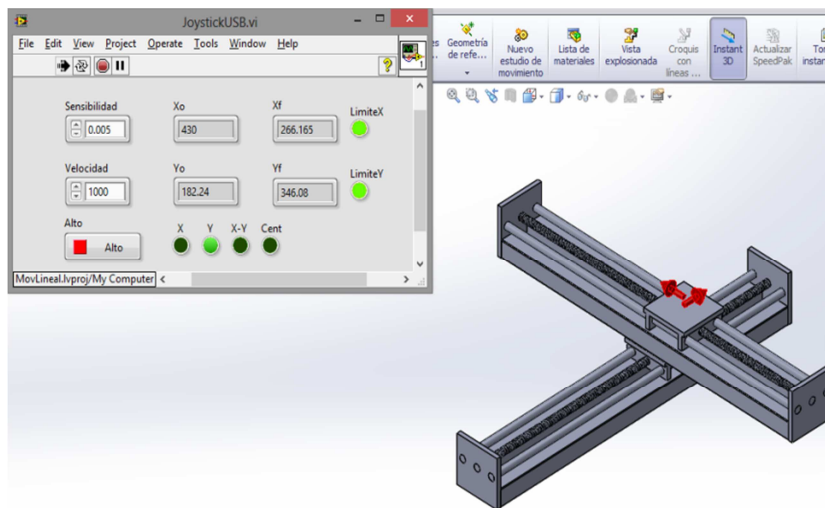 JoystickUSB.vi
File Edit View Project Operate Tools Window Help
1
Sensibilidad Xo Xf LimiteX
0.005 430 266.165
Velocidad Yo Yf LimiteY
1000 182.24 346.08
Alto X Y X-Y Cent
Alto
MovLineal.lvproj/My Computer
Geometría
de refe...
Nuevo
estudio de
movimiento
Lista de
materiales
Vista
explosionada
Croquis
con
líneas ...
Instant
3D
Actualizar
SpeedPak